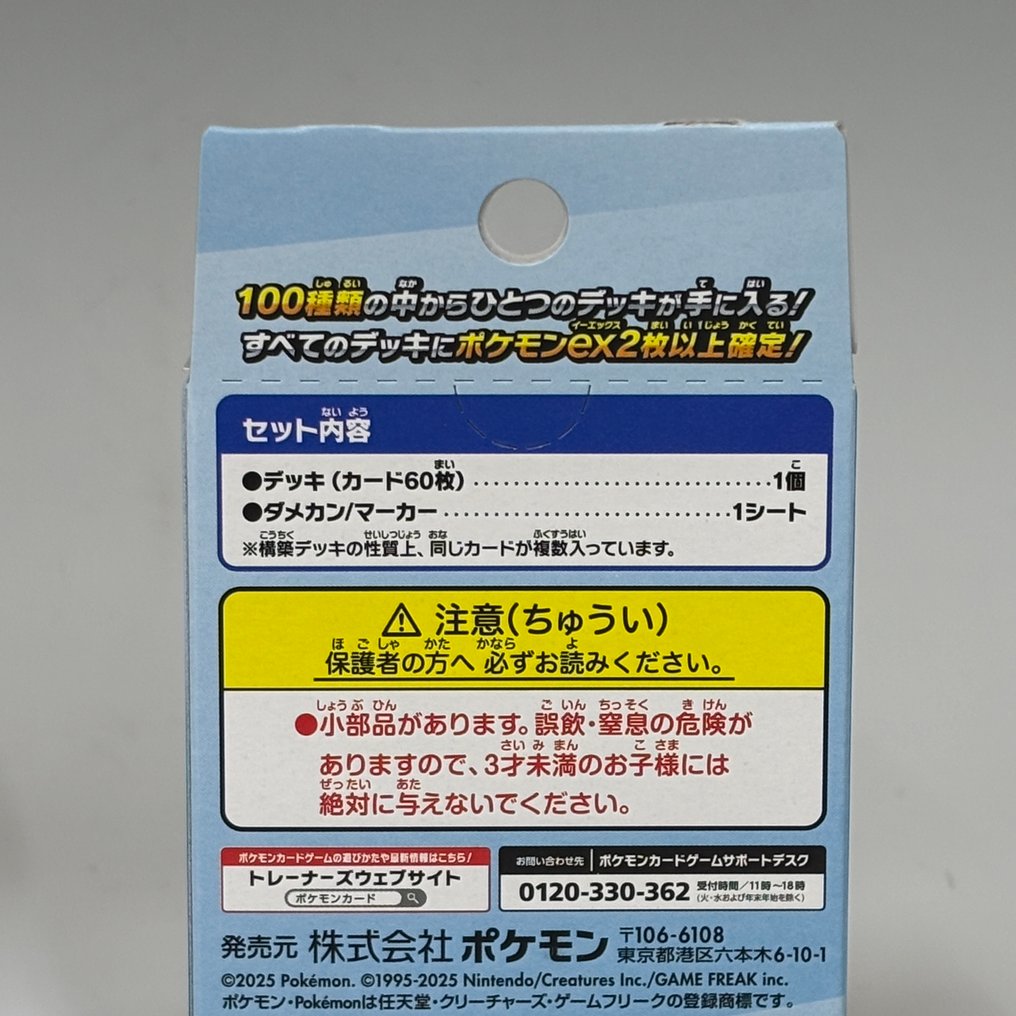 100種類の中からひとつのデッキが手に入る!
すべてのデッキにポケモンex2枚以上確定!
セット内容
●デッキ(カード60枚)……………………1個
●ダメカン/マーカー……………………1シート
※構築デッキの性質上、同じカードが複数入っています。
⚠ 注意(ちゅうい)
保護者の方へ 必ずお読みください。
●小部品があります。誤飲・窒息の危険が
ありますので、3才未満のお子様には
絶対に与えないでください。
ポケモンカードゲームの遊びかたや最新情報はこちら!
トレーナーズウェブサイト
ポケモンカード
お問い合わせ先 ポケモンカードゲームサポートデスク
0120-330-362 受付時間/11時~18時
(火・水および年末年始を除く)
発売元 株式会社 ポケモン 〒106-6108
東京都港区六本木6-10-1
©2025 Pokémon. ©1995-2025 Nintendo/Creatures Inc./GAME FREAK inc.
ポケモン・Pokémonは任天堂・クリーチャーズ・ゲームフリークの登録商標です。